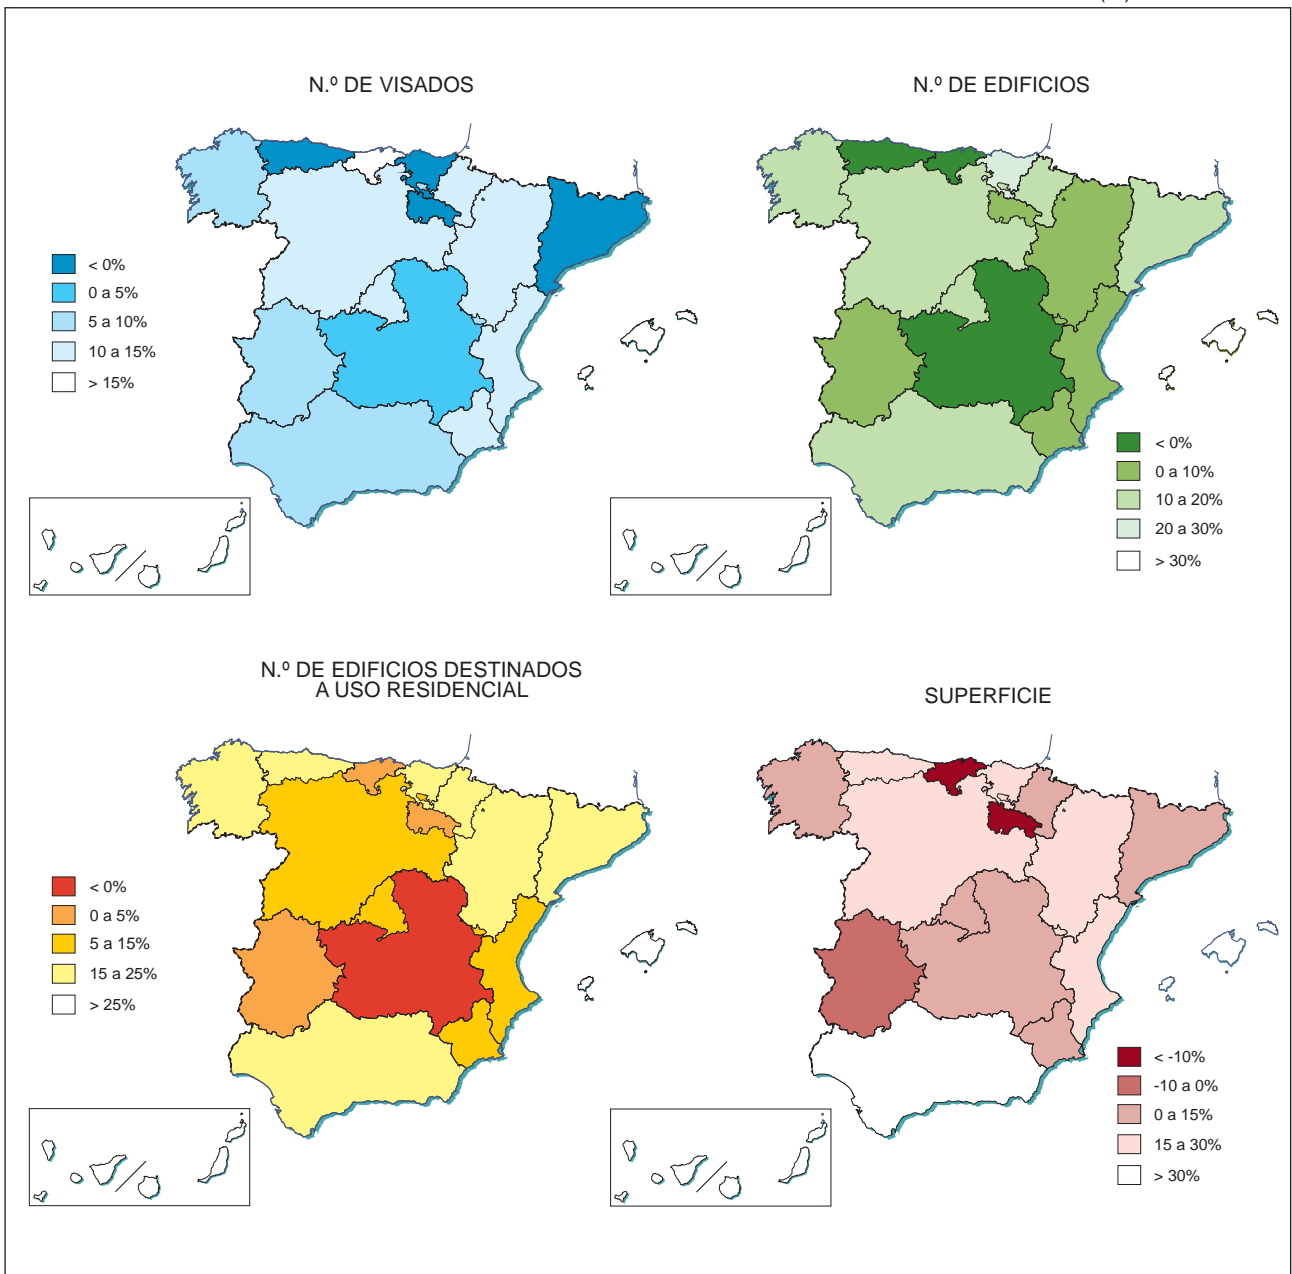 N.º DE VISADOS
< 0%
0 a 5%
5 a 10%
10 a 15%
> 15%
N.º DE EDIFICIOS
< 0%
0 a 10%
10 a 20%
20 a 30%
> 30%
N.º DE EDIFICIOS DESTINADOS
A USO RESIDENCIAL
< 0%
0 a 5%
5 a 15%
15 a 25%
> 25%
SUPERFICIE
< -10%
-10 a 0%
0 a 15%
15 a 30%
> 30%